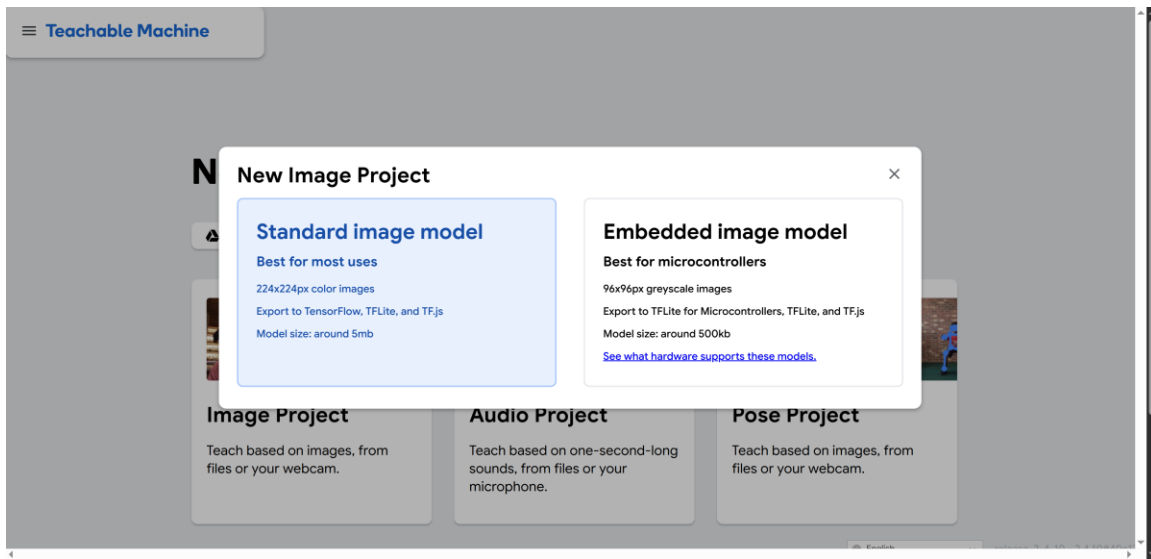 Teachable Machine
N
New Image Project
Standard image model
Best for most uses
224x224px color images
Export to TensorFlow, TFLite, and TF.js
Model size: around 5mb
Embedded image model
Best for microcontrollers
96x96px greyscale images
Export to TFLite for Microcontrollers, TFLite, and TF.js
Model size: around 500kb
See what hardware supports these models.
Image Project
Teach based on images, from
files or your webcam.
Audio Project
Teach based on one-second-long
sounds, from files or your
microphone.
Pose Project
Teach based on images, from
files or your webcam.
English